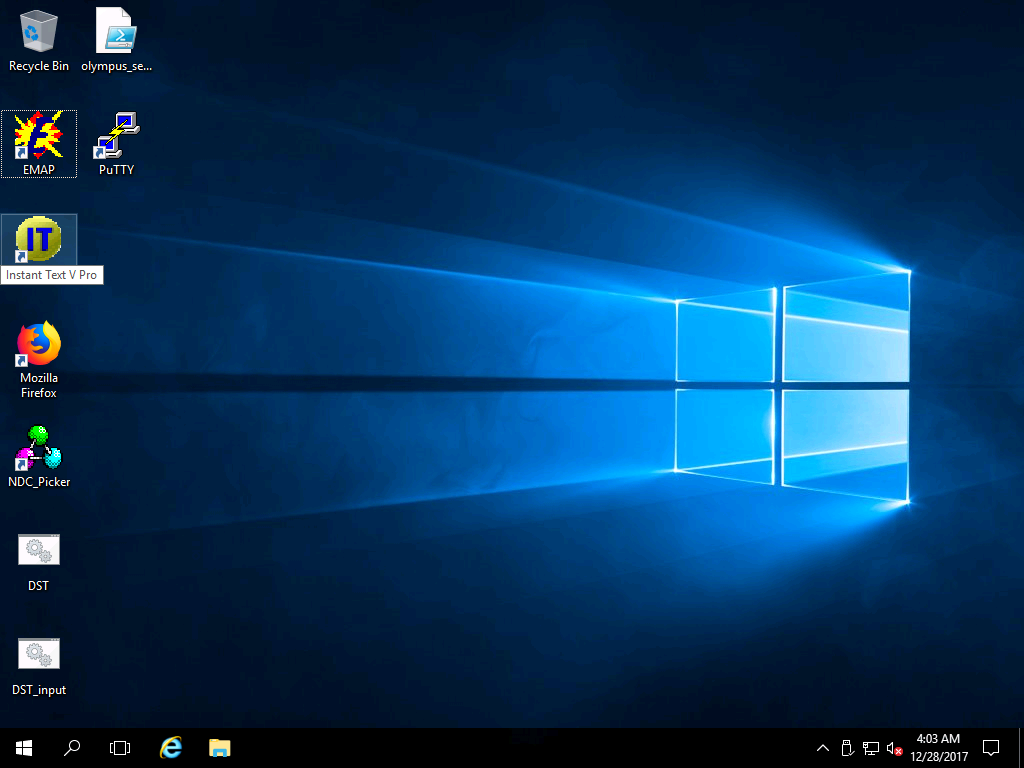 Recycle Bin
olympus_se...
EMAP
PuTTY
IT
Instant Text V Pro
Mozilla
Firefox
NDC_Picker
DST
DST_input
4:03 AM
12/28/2017